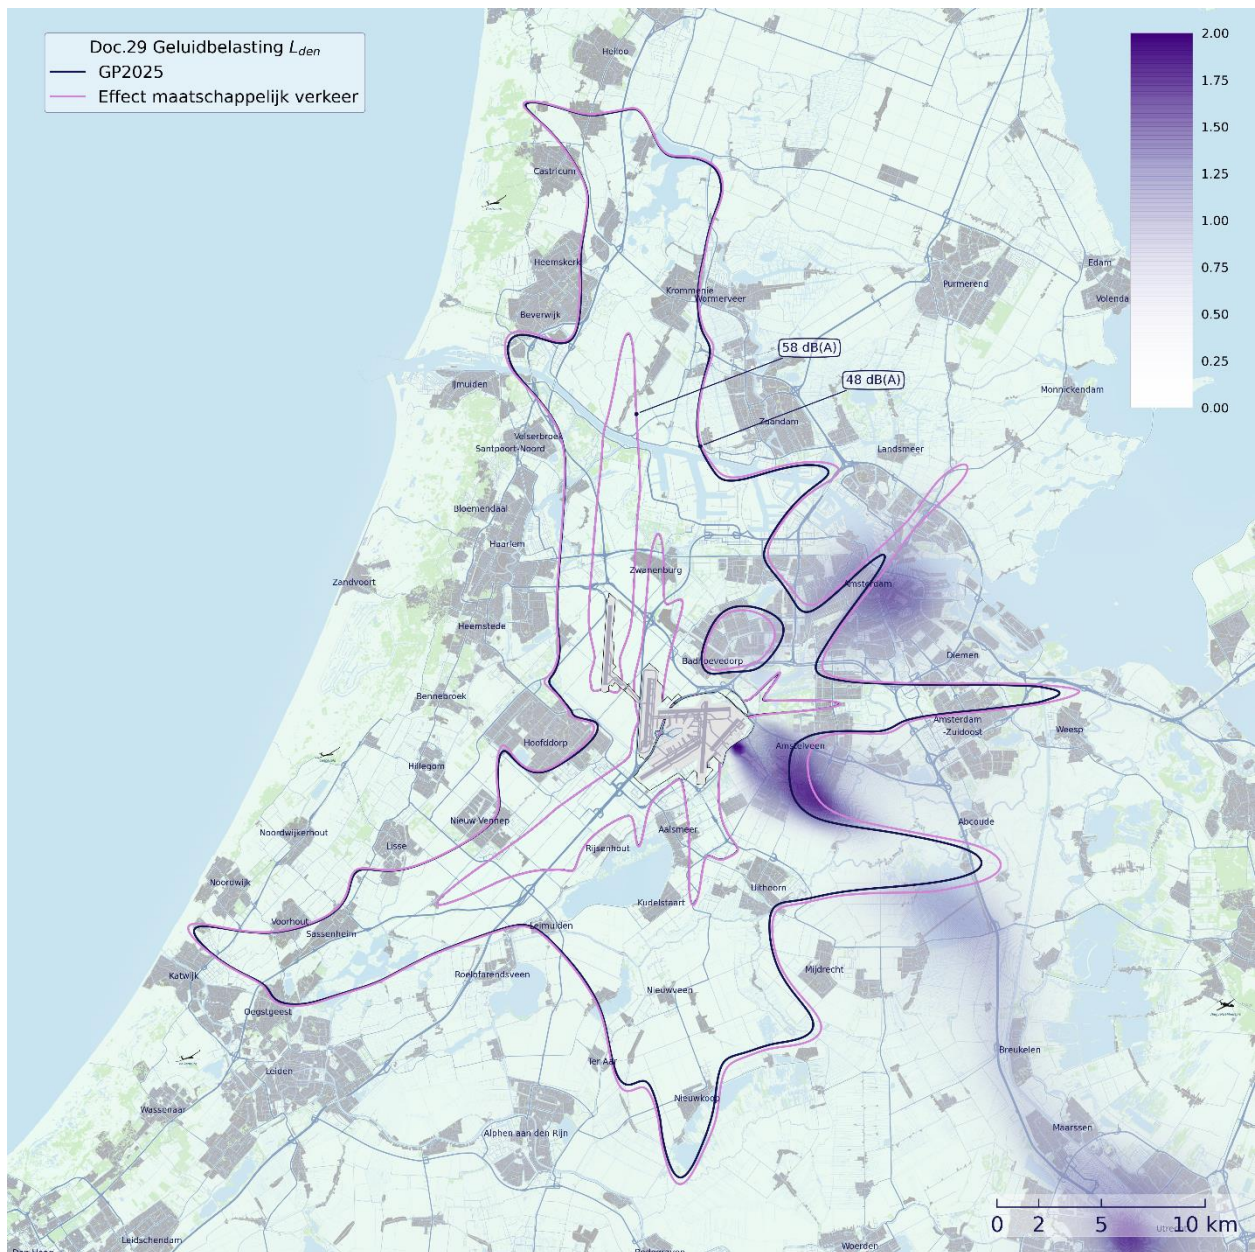 Doc.29 Geluidbelasting Lden
GP2025
Effect maatschappelijk verkeer
2.00
1.75
1.50
1.25
1.00
0.75
0.50
0.25
0.00
Heiloo
Castricum
Heemskerk
Beverwijk
Krommenie
Wormerveer
Purmerend
Edam
Volenda
58 dB(A)
48 dB(A)
IJmuiden
Monnickendam
Zaandam
Velserbroek
Santpoort-Noord
Landsmeer
Bloemendaal
Haarlem
Zandvoort
Zwanenburg
Amsterdam
Heemstede
Badhoevedorp
Diemen
Bennebroek
Amsterdam
-Zuidoost
Weesp
Hoofddorp
Amstelveen
Hillegom
Nieuw Vennep
Abcoude
Noordwijkerhout
Aalsmeer
Lisse
Rijsenhout
Noordwijk
Uithoorn
Kudelstaart
Voorhout
Sassenheim
Leimuiden
Katwijk
Roelofarendsveen
Mijdrecht
Nieuwveen
Oegstgeest
Breukelen
Ter Aar
Leiden
Nieuwkoop
Wassenaar
Alphen aan den Rijn
Maarssen
0 2 5 10 km
Leidschendam
Woerden